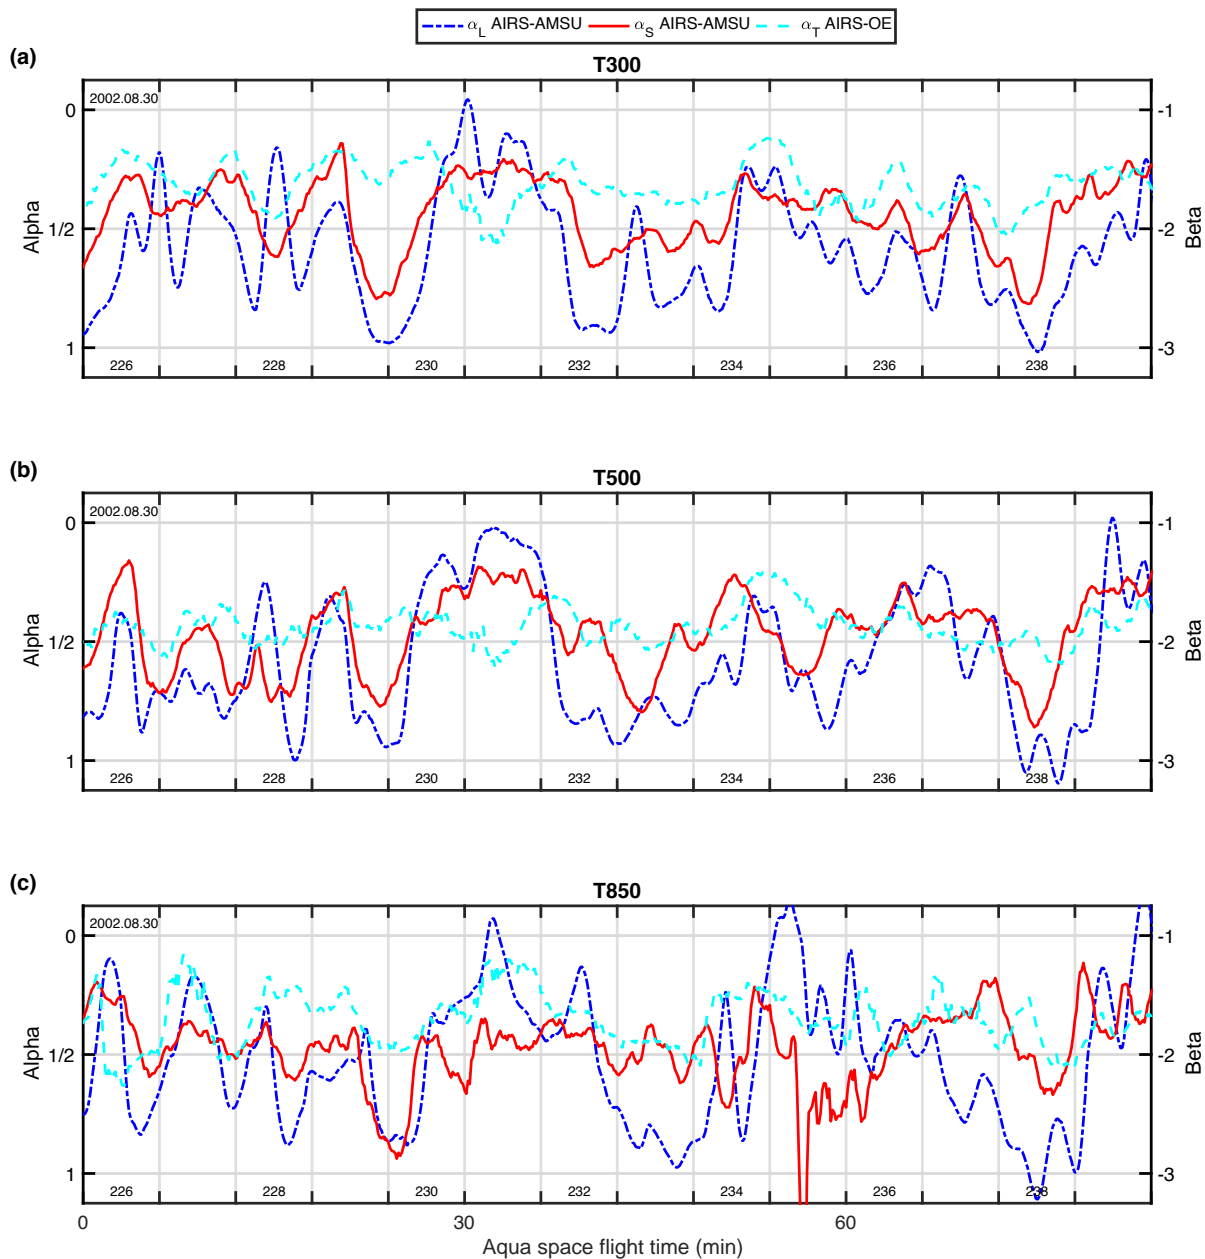 α_L AIRS-AMSU α_S AIRS-AMSU α_T AIRS-OE
(a)
T300
2002.08.30
0
1/2
1
Alpha
-1
-2
-3
Beta
226 228 230 232 234 236 238
(b)
T500
2002.08.30
0
1/2
1
Alpha
-1
-2
-3
Beta
226 228 230 232 234 236 238
(c)
T850
2002.08.30
0
1/2
1
Alpha
-1
-2
-3
Beta
226 228 230 232 234 236 238
0 30 60
Aqua space flight time (min)